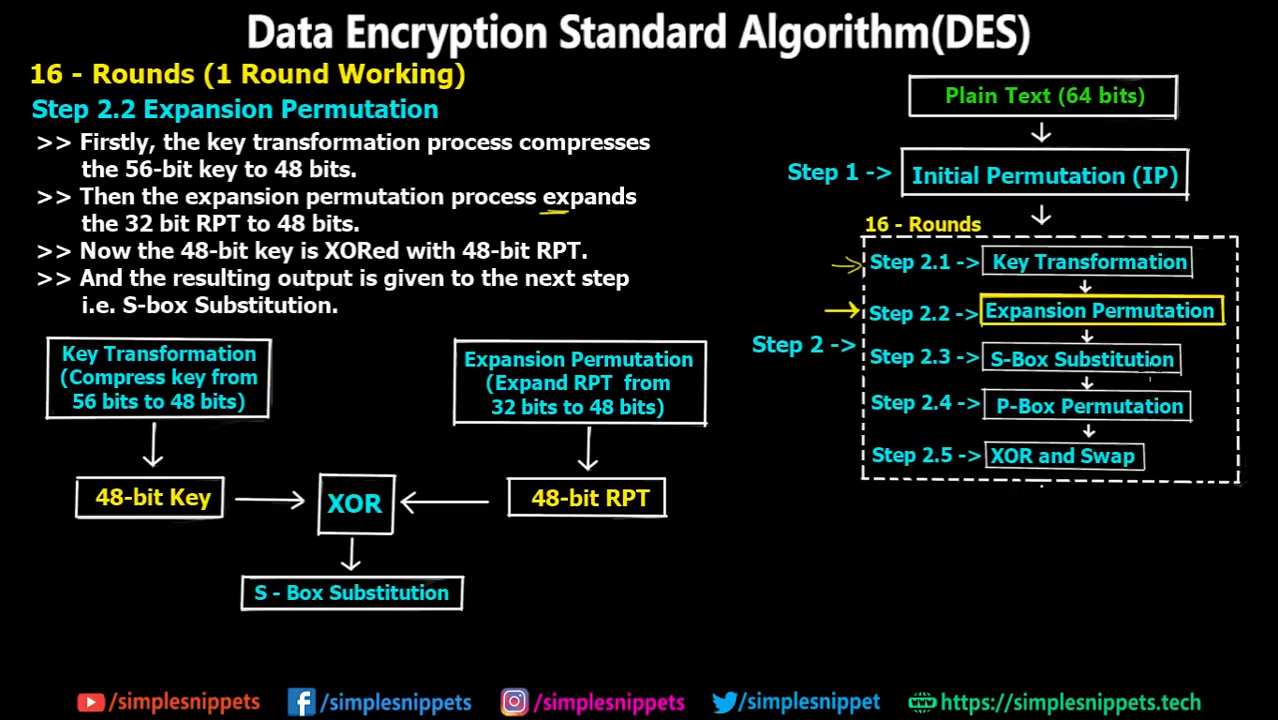 Data Encryption Standard Algorithm(DES)
16 - Rounds (1 Round Working)
Step 2.2 Expansion Permutation
>> Firstly, the key transformation process compresses
the 56-bit key to 48 bits.
>> Then the expansion permutation process expands
the 32 bit RPT to 48 bits.
>> Now the 48-bit key is XORed with 48-bit RPT.
>> And the resulting output is given to the next step
i.e. S-box Substitution.
Key Transformation
(Compress key from
56 bits to 48 bits)
Expansion Permutation
(Expand RPT from
32 bits to 48 bits)
48-bit Key
XOR
48-bit RPT
S - Box Substitution
Plain Text (64 bits)
Step 1 ->
Initial Permutation (IP)
16 - Rounds
Step 2 ->
Step 2.1 -> Key Transformation
Step 2.2 -> Expansion Permutation
Step 2.3 -> S-Box Substitution
Step 2.4 -> P-Box Permutation
Step 2.5 -> XOR and Swap
/simplesnippets
/simplesnippets
/simplesnippets
/simplesnippet
https://simplesnippets.tech